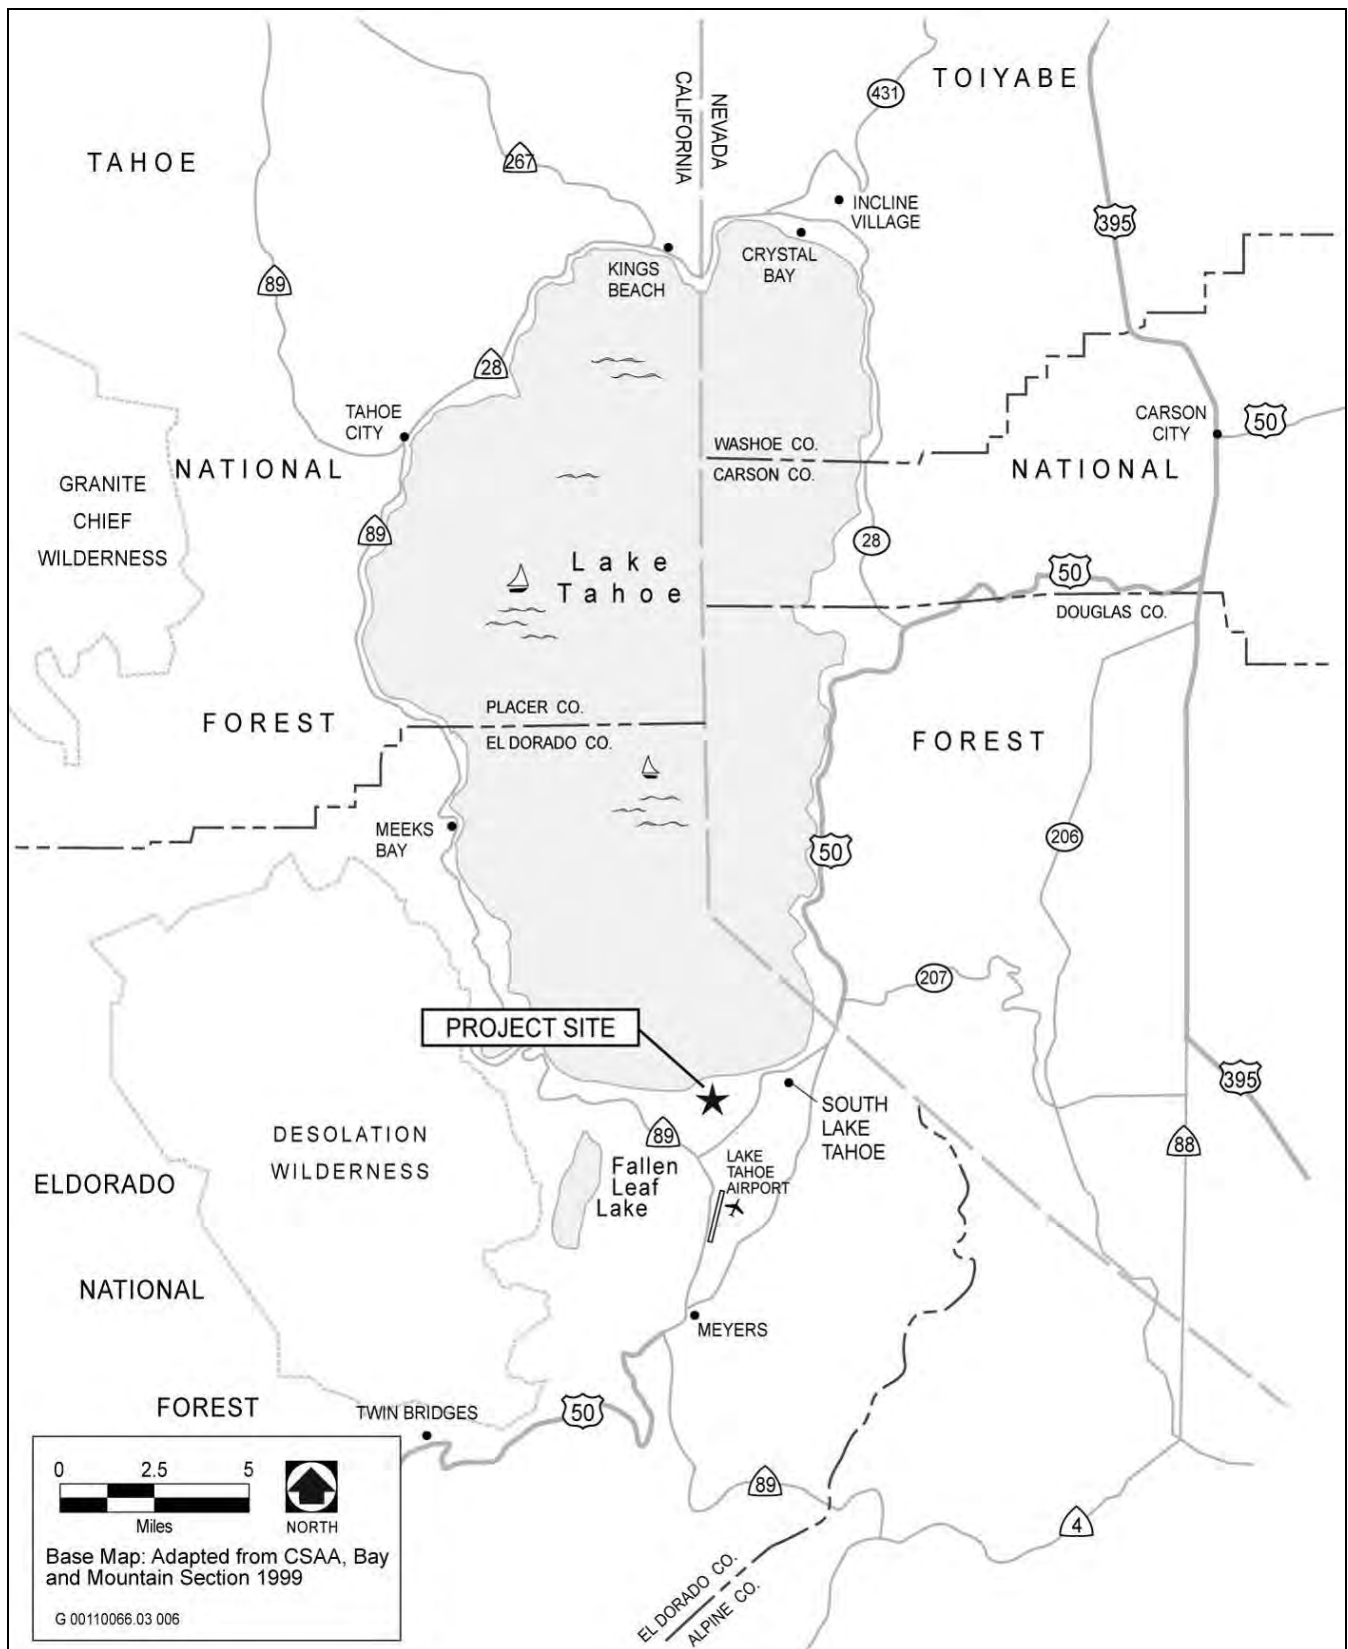 TOIYABE
431
CALIFORNIA
NEVADA
TAHOE
267
INCLINE
VILLAGE
395
CRYSTAL
BAY
KINGS
BEACH
89
28
TAHOE
CITY
CARSON
CITY
50
WASHOE CO.
CARSON CO.
NATIONAL
NATIONAL
GRANITE
CHIEF
WILDERNESS
89
28
Lake
Tahoe
50
DOUGLAS CO.
PLACER CO.
EL DORADO CO.
FOREST
FOREST
MEEKS
BAY
50
206
207
PROJECT SITE
395
SOUTH
LAKE
TAHOE
89
88
DESOLATION
WILDERNESS
LAKE
TAHOE
AIRPORT
Fallen
Leaf
Lake
ELDORADO
NATIONAL
MEYERS
FOREST
TWIN BRIDGES
50
89
4
EL DORADO CO.
ALPINE CO.
0 2.5 5
Miles
NORTH
Base Map: Adapted from CSAA, Bay
and Mountain Section 1999
G 00110066.03 006